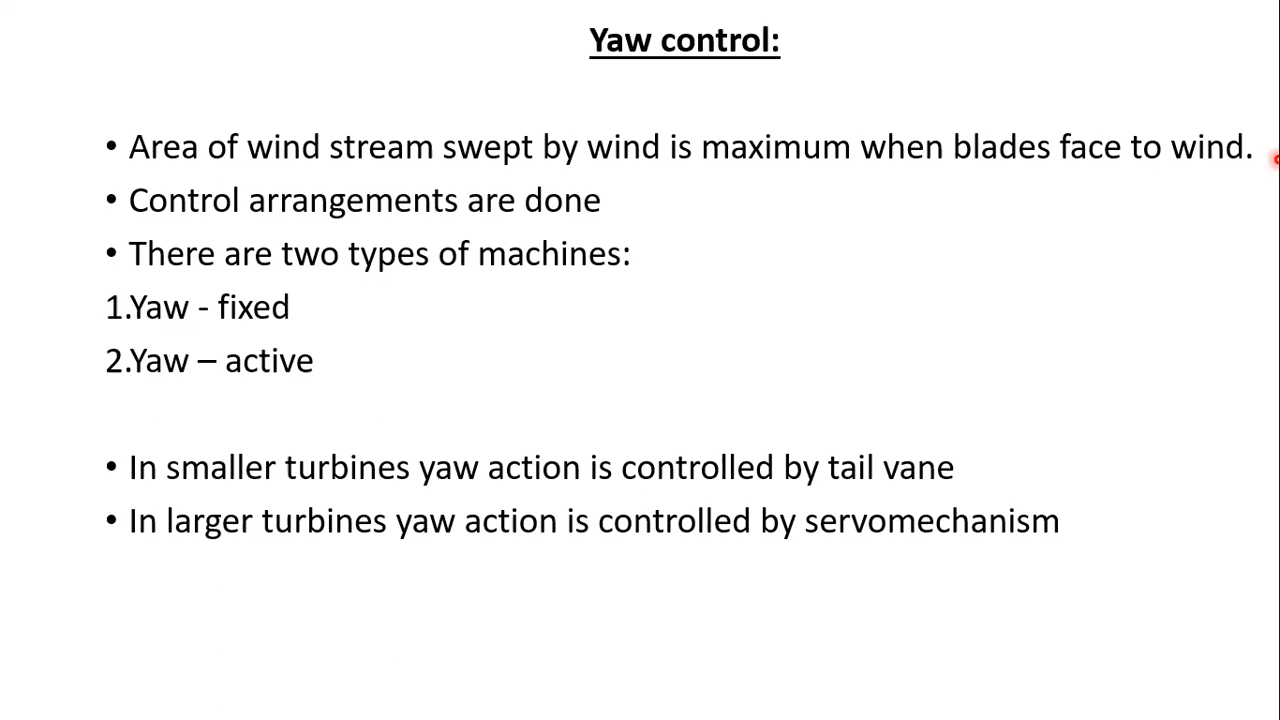 Yaw control:
• Area of wind stream swept by wind is maximum when blades face to wind.
• Control arrangements are done
• There are two types of machines:
1.Yaw - fixed
2.Yaw – active
• In smaller turbines yaw action is controlled by tail vane
• In larger turbines yaw action is controlled by servomechanism